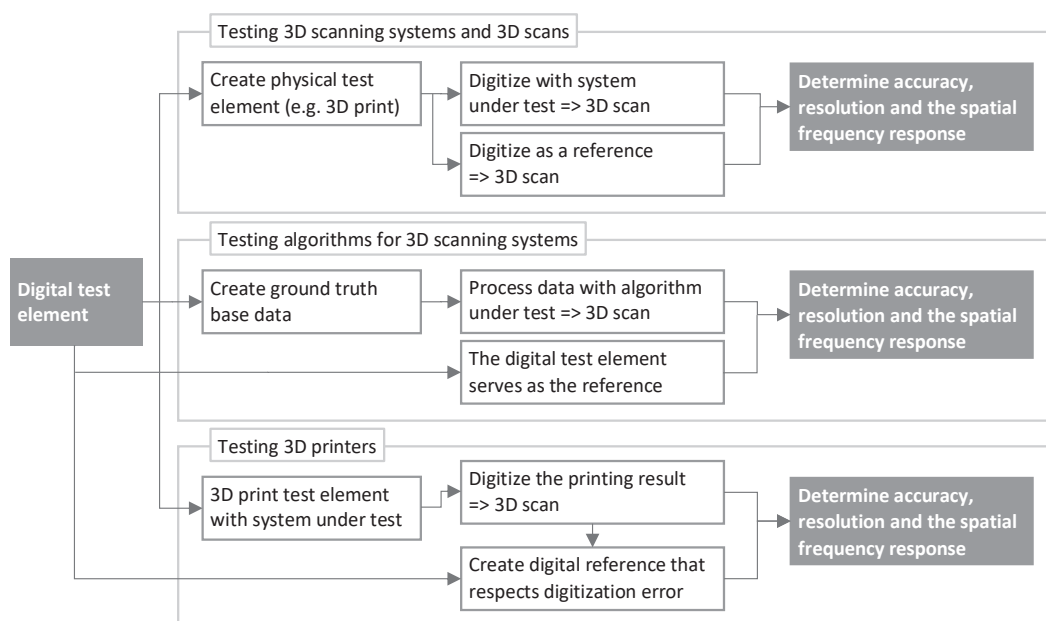 Testing 3D scanning systems and 3D scans
Create physical test
element (e.g. 3D print)
Digitize with system
under test => 3D scan
Digitize as a reference
=> 3D scan
Determine accuracy,
resolution and the spatial
frequency response
Testing algorithms for 3D scanning systems
Digital test
element
Create ground truth
base data
Process data with algorithm
under test => 3D scan
The digital test element
serves as the reference
Determine accuracy,
resolution and the spatial
frequency response
Testing 3D printers
3D print test element
with system under test
Digitize the printing result
=> 3D scan
Create digital reference that
respects digitization error
Determine accuracy,
resolution and the spatial
frequency response